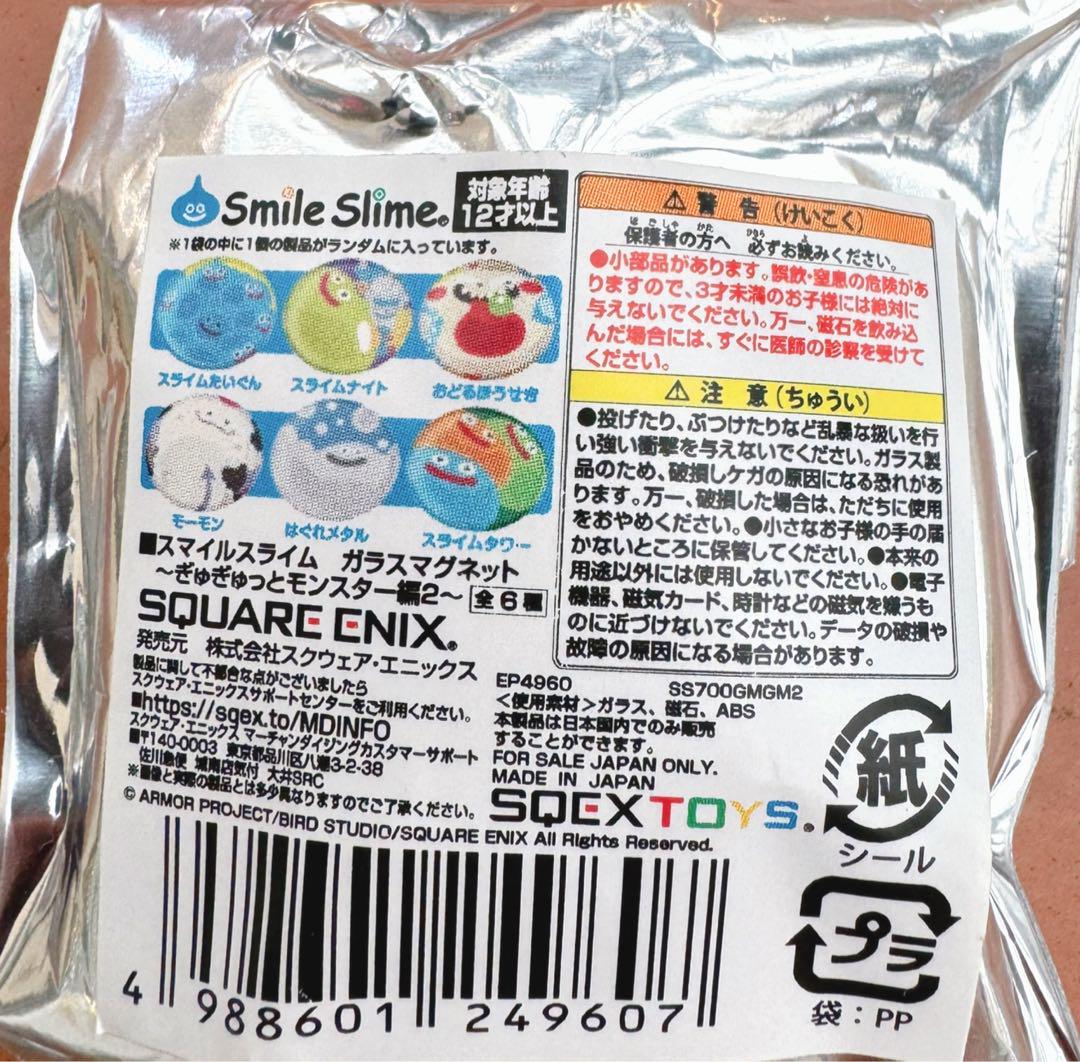 Smile Slime®
対象年齢
12才以上
※1袋の中に1個の製品がランダムに入っています。
スライムたいぐん
スライムナイト
おどるほうせき
モーモン
はぐれメタル
スライムタワー
■スマイルスライム ガラスマグネット
～ぎゅぎゅっとモンスター編2～ 全6種
SQUARE ENIX®
発売元 株式会社スクウェア・エニックス
製品に関して不都合な点がございましたら
スクウェア・エニックスサポートセンターをご利用ください。
■https://sqex.to/MDINFO
スクウェア・エニックス マーチャンダイジングカスタマーサポート
■〒140-0003 東京都品川区八潮3-2-38
佐川急便 城南店気付 大井SRC
※画像と実際の製品とは多少異なりますのでご了承ください。
© ARMOR PROJECT/BIRD STUDIO/SQUARE ENIX All Rights Reserved.
⚠警告(けいこく)
保護者の方へ 必ずお読みください。
ほごしゃ かた かなら よ
●小部品があります。誤飲・窒息の危険があ
りますので、3才未満のお子様には絶対に
与えないでください。万一、磁石を飲み込
んだ場合には、すぐに医師の診察を受けて
ください。
⚠注意(ちゅうい)
●投げたり、ぶつけたりなど乱暴な扱いを行
い強い衝撃を与えないでください。ガラス製
品のため、破損しケガの原因になる恐れがあ
ります。万一、破損した場合は、ただちに使用
をおやめください。●小さなお子様の手の届
かないところに保管してください。●本来の
用途以外には使用しないでください。●電子
機器、磁気カード、時計などの磁気を嫌うも
のに近づけないでください。データの破損や
故障の原因になる場合があります。
EP4960 SS700GMGM2
＜使用素材＞ガラス、磁石、ABS
本製品は日本国内でのみ販売
することができます。
FOR SALE JAPAN ONLY.
MADE IN JAPAN
SQEX TOYS®
紙
シール
プラ
袋：PP
4 988601 249607